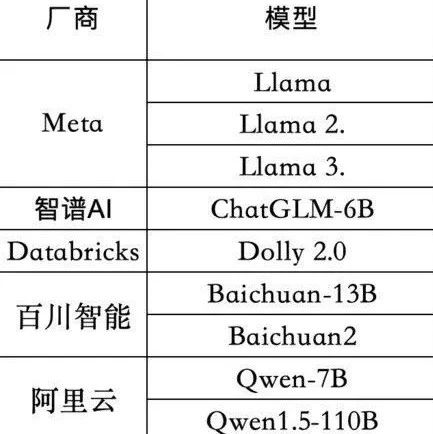 厂商 模型
Meta
Llama
Llama 2.
Llama 3.
智谱AI ChatGLM-6B
Databricks Dolly 2.0
百川智能
Baichuan-13B
Baichuan2
阿里云
Qwen-7B
Qwen1.5-110B